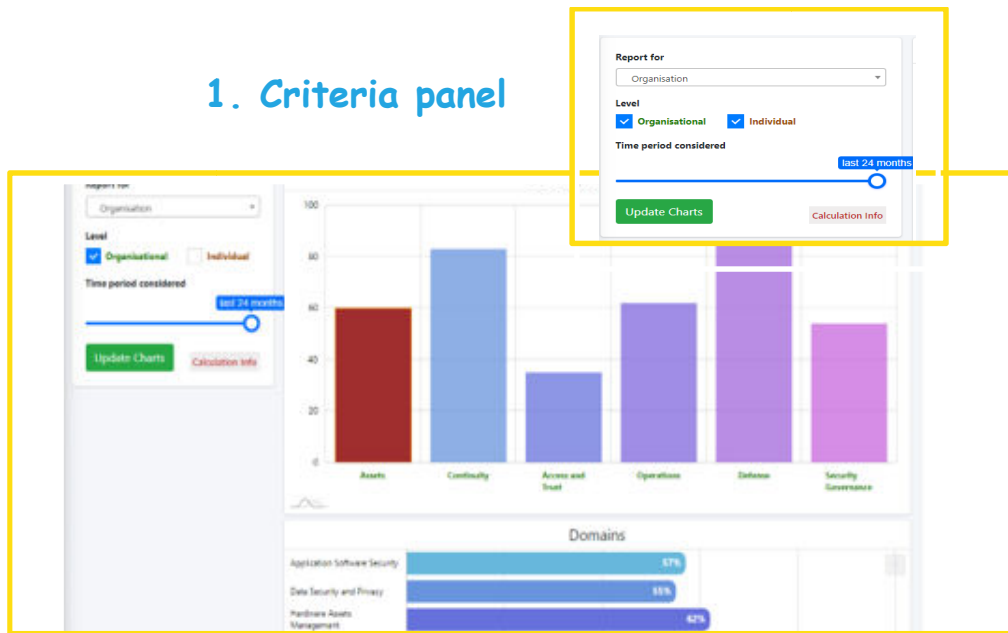 1. Criteria panel
Report for
Organisation
Level
Organisational Individual
Time period considered
last 24 months
Update Charts Calculation Info
Report for
Organisation
Level
Organisational Individual
Time period considered
last 24 months
Update Charts Calculation Info
100
80
60
40
20
0
Assets Continuity Access and Trust Operations Defense Security Governance
Domains
Application Software Security 57%
Data Security and Privacy 55%
Hardware Assets
Management 62%